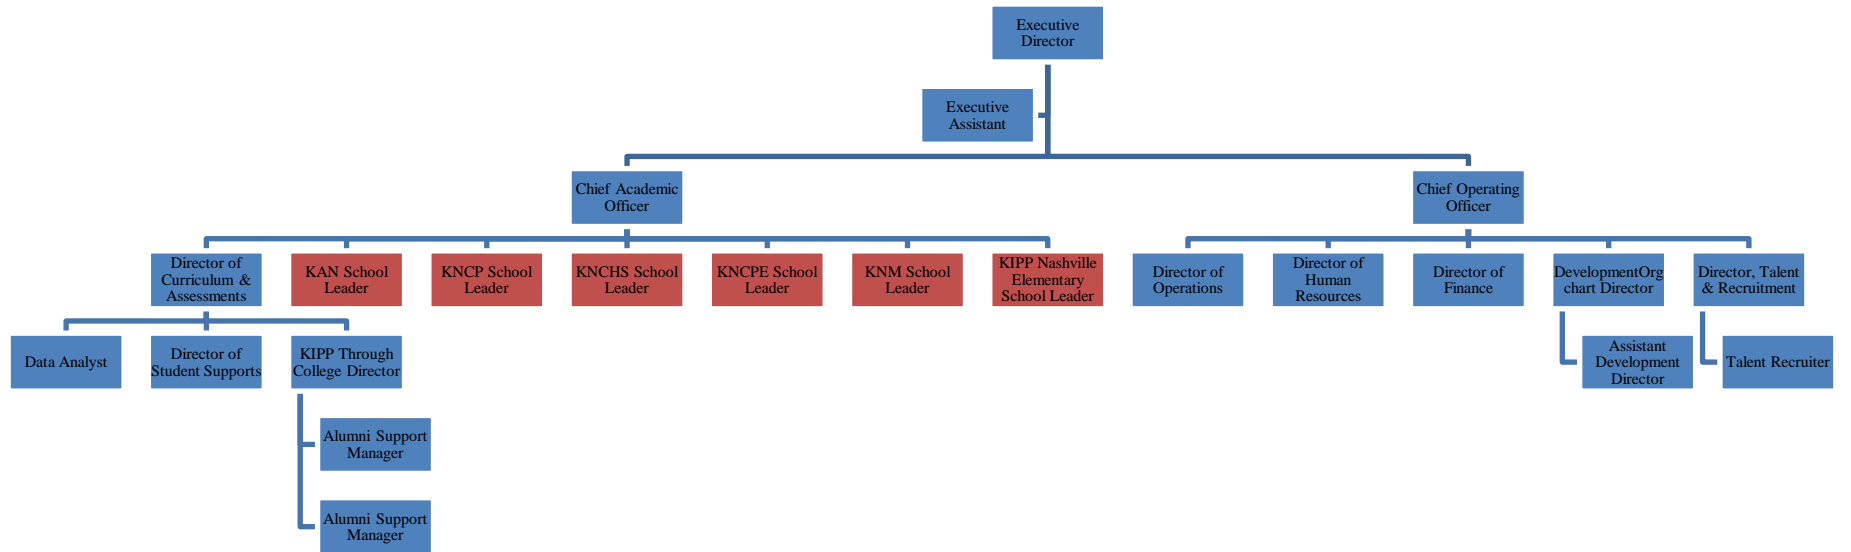 Executive
Director
Executive
Assistant
Chief Academic
Officer
Chief Operating
Officer
Director of
Curriculum &
Assessments
KAN School
Leader
KNCP School
Leader
KNCHS School
Leader
KNCPE School
Leader
KNM School
Leader
KIPP Nashville
Elementary
School Leader
Director of
Operations
Director of
Human
Resources
Director of
Finance
DevelopmentOrg
chart Director
Director, Talent
& Recruitment
Data Analyst
Director of
Student Supports
KIPP Through
College Director
Assistant
Development
Director
Talent Recruiter
Alumni Support
Manager
Alumni Support
Manager